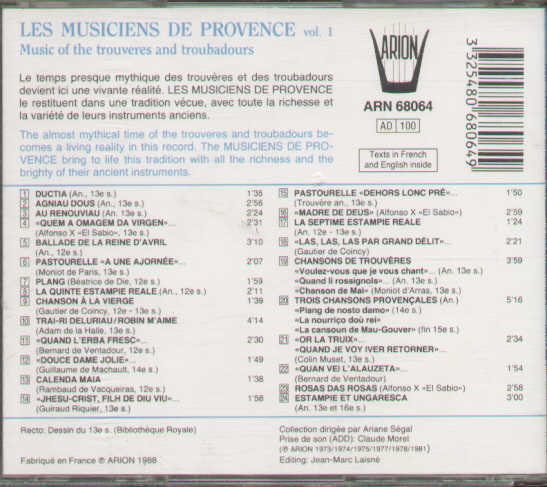 LES MUSICIENS DE PROVENCE vol. 1
Music of the trouveres and troubadours
ARION
Le temps presque mythique des trouvères et des troubadours
devient ici une vivante réalité. LES MUSICIENS DE PROVENCE
le restituent dans une tradition vécue, avec toute la richesse et
la variété de leurs instruments anciens.
The almost mythical time of the trouveres and troubadours be-
comes a living reality in this record. The MUSICIENS DE PRO-
VENCE bring to life this tradition with all the richness and the
brighty of their ancient instruments.
ARN 68064
AD 100
Texts in French
and English inside
3 325480 680649
1 DUCTIA (An., 13e s.) 1'35
2 AGNIAU DOUS (An., 13e s.) 2'56
3 AU RENOUVIAU (An., 13e s.) 2'24
4 «QUEM A OMAGEM DA VIRGEN»... 2'31
(Alfonso X «El Sabio», 13e s.)
5 BALLADE DE LA REINE D'AVRIL 3'10
(An., 12e s.)
6 PASTOURELLE «A UNE AJORNÉE»... 2'07
(Moniot de Paris, 13e s.)
7 PLANG (Béatrice de Die, 12e s.) 1'59
8 LA QUINTE ESTAMPIE REALE (An., 12e s.) 2'11
9 CHANSON À LA VIERGE 1'39
(Gautier de Coincy, 12e - 13e s.)
10 TRAI-RI DELURIAU / ROBIN M'AIME 4'14
(Adam de la Halle, 13e s.)
11 «QUAND L'ERBA FRESC»... 2'30
(Bernard de Ventadour, 12e s.)
12 «DOUCE DAME JOLIE»... 1'49
(Guillaume de Machault, 14e s.)
13 CALENDA MAIA 1'38
(Rambaud de Vacqueiras, 12e s.)
14 «JHESU-CRIST, FILH DE DIU VIU»... 1'58
(Guiraud Riquier, 13e s.)
15 PASTOURELLE «DEHORS LONC PRÉ»... 1'50
(Trouvère an., 13e s.)
16 «MADRE DE DEUS» (Alfonso X «El Sabio») 2'59
17 LA SEPTIME ESTAMPIE REALE 1'24
(An. 12e - 13e s.)
18 «LAS, LAS, LAS PAR GRAND DÉLIT»... 2'21
(Gautier de Coincy)
19 CHANSONS DE TROUVÈRES 3'59
«Voulez-vous que je vous chant»... (An. 13e s.)
«Quand li rossignols»... (An. 13e s.)
«Chanson de Mai» (Moniot d'Arras, 13e s.)
20 TROIS CHANSONS PROVENÇALES (An.) 5'16
«Plang de nosto damo» (14e s.)
«La nourriço doù rei»
«La cansoun de Mau-Gouver» (fin 15e s.)
21 «OR LA TRUIX»... 2'34
«QUAND JE VOY IVER RETORNER»...
(Colin Muset, 13e s.)
22 «QUAN VEI L'ALAUZETA»... 1'54
(Bernard de Ventadour)
23 ROSAS DAS ROSAS (Alfonso X «El Sabio») 2'58
24 ESTAMPIE ET UNGARESCA 3'00
(An. 13e et 16e s.)
Recto: Dessin du 13e s. (Bibliothèque Royale)
Fabriqué en France ℗ ARION 1988
Collection dirigée par Ariane Ségal
Prise de son (ADD): Claude Morel
(℗ ARION 1973/1974/1975/1977/1978/1981)
Editing: Jean-Marc Laisné